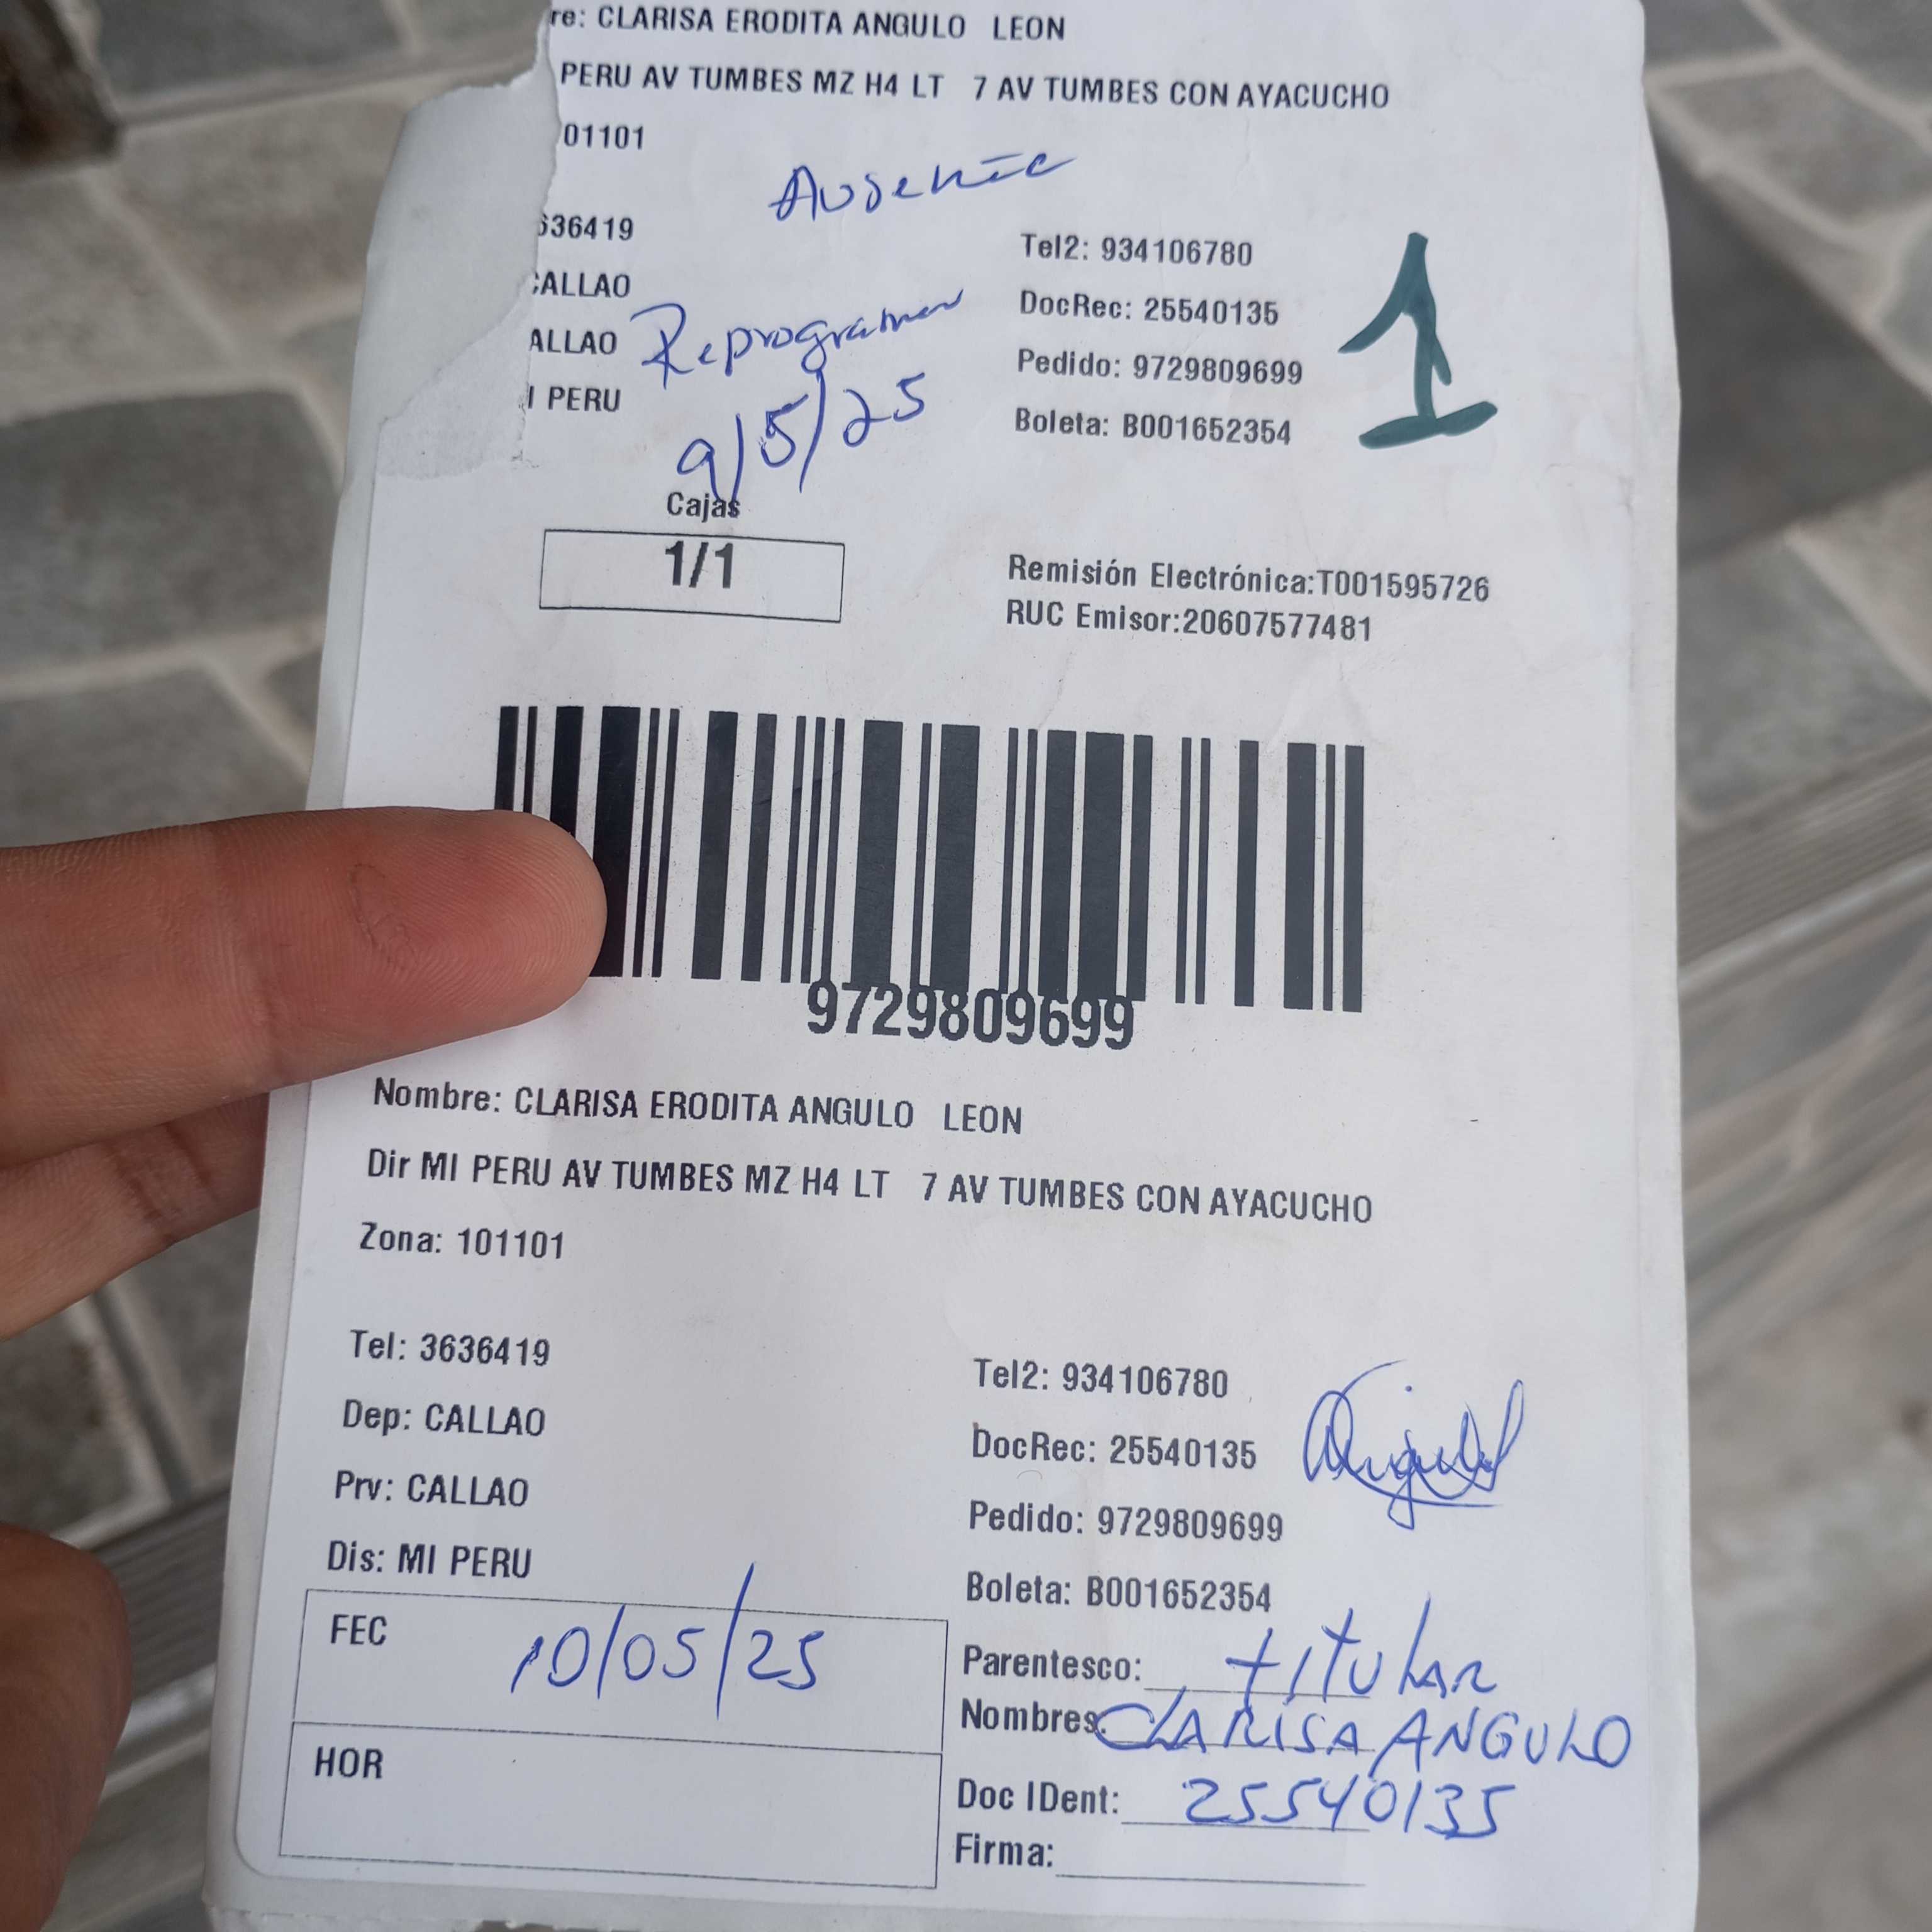 re: CLARISA ERODITA ANGULO LEON
PERU AV TUMBES MZ H4 LT 7 AV TUMBES CON AYACUCHO
01101
Ausente
636419
Tel2: 934106780
CALLAO
DocRec: 25540135
ALLAO
Reprogramar
Pedido: 9729809699
1
I PERU
9/5/25
Boleta: B001652354
Cajas
1/1
Remisión Electrónica:T001595726
RUC Emisor:20607577481
9729809699
Nombre: CLARISA ERODITA ANGULO LEON
Dir MI PERU AV TUMBES MZ H4 LT 7 AV TUMBES CON AYACUCHO
Zona: 101101
Tel: 3636419
Tel2: 934106780
Dep: CALLAO
DocRec: 25540135
Angulo
Prv: CALLAO
Pedido: 9729809699
Dis: MI PERU
Boleta: B001652354
FEC 10/05/25
Parentesco: titular
Nombres: CLARISA ANGULO
HOR
Doc IDent: 25540135
Firma: